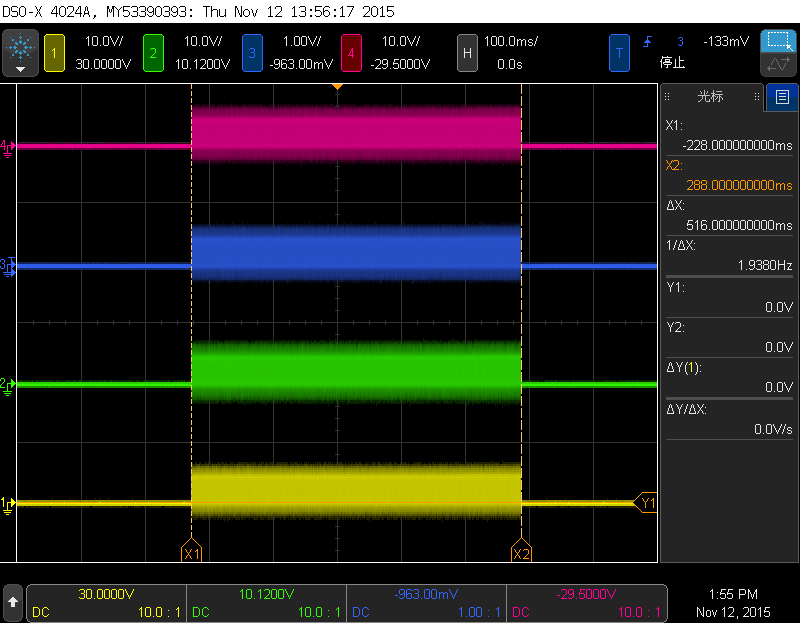 DSO-X 4024A, MY53390393: Thu Nov 12 13:56:17 2015
1 10.0V/ 2 10.0V/ 3 1.00V/ 4 10.0V/ H 100.0ms/ T 3 -133mV
30.0000V 10.1200V -963.00mV -29.5000V 0.0s 停止
光标
X1:
-228.000000000ms
X2:
288.000000000ms
ΔX:
516.000000000ms
1/ΔX:
1.9380Hz
Y1:
0.0V
Y2:
0.0V
ΔY(1):
0.0V
ΔY/ΔX:
0.0V/s
4
3
T
2
1
Y1
X1 X2
30.0000V 10.1200V -963.00mV -29.5000V
DC 10.0 : 1 DC 10.0 : 1 DC 1.00 : 1 DC 10.0 : 1
1:55 PM
Nov 12, 2015